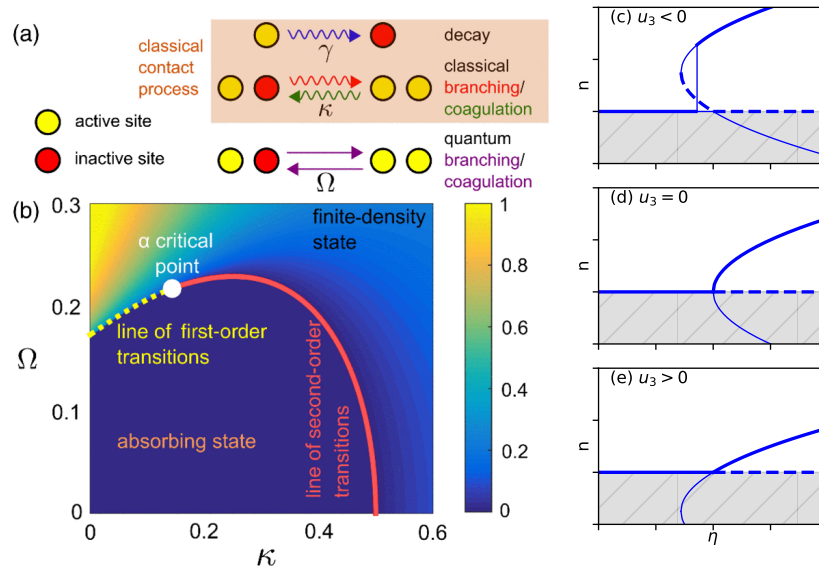 (a)
classical
contact
process
γ
decay
κ
classical
branching/
coagulation
active site
inactive site
Ω
quantum
branching/
coagulation
(b)
0.3
0.2
0.1
0
Ω
0
0.2
0.4
0.6
κ
α critical
point
finite-density
state
line of first-order
transitions
line of second-order
transitions
absorbing state
1
0.8
0.6
0.4
0.2
0
(c) u₃ < 0
n
(d) u₃ = 0
n
(e) u₃ > 0
n
η